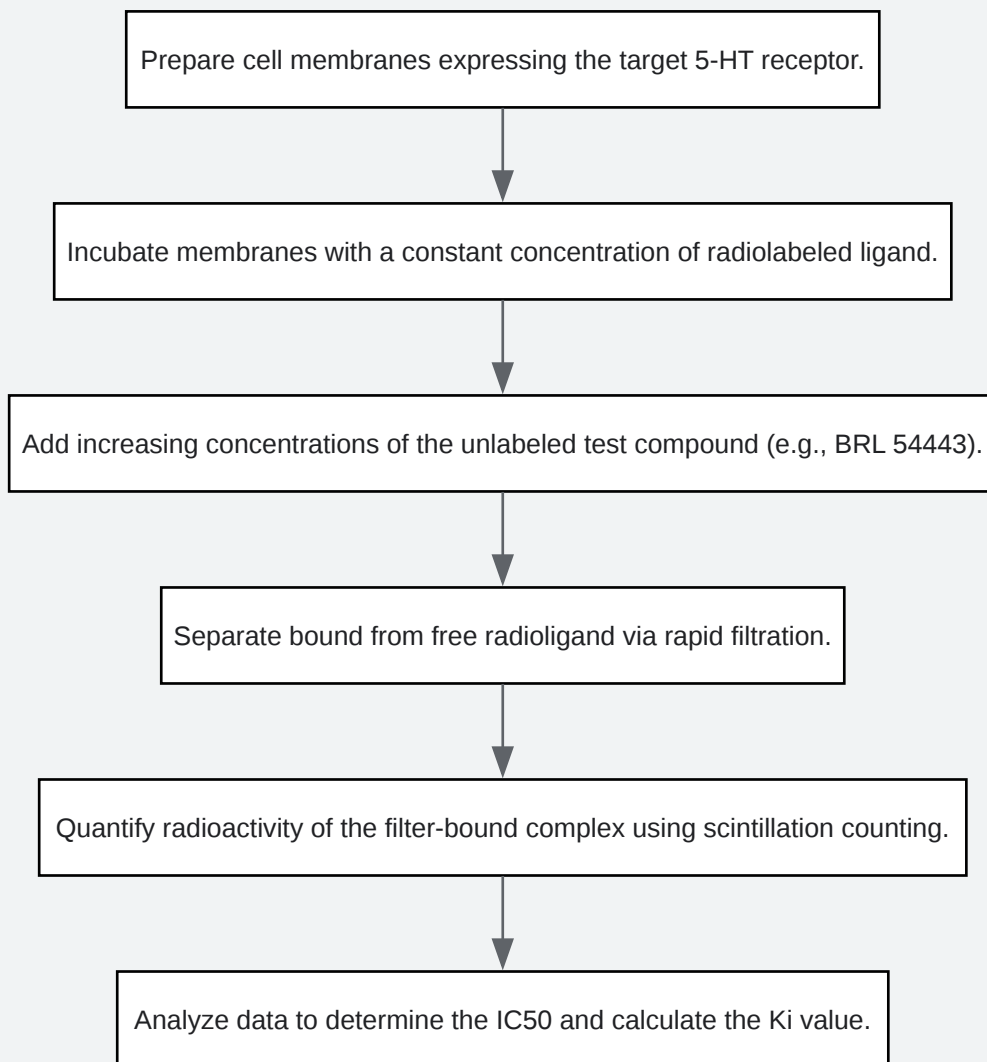 Prepare cell membranes expressing the target 5-HT receptor.
Incubate membranes with a constant concentration of radiolabeled ligand.
Add increasing concentrations of the unlabeled test compound (e.g., BRL 54443).
Separate bound from free radioligand via rapid filtration.
Quantify radioactivity of the filter-bound complex using scintillation counting.
Analyze data to determine the IC50 and calculate the Ki value.